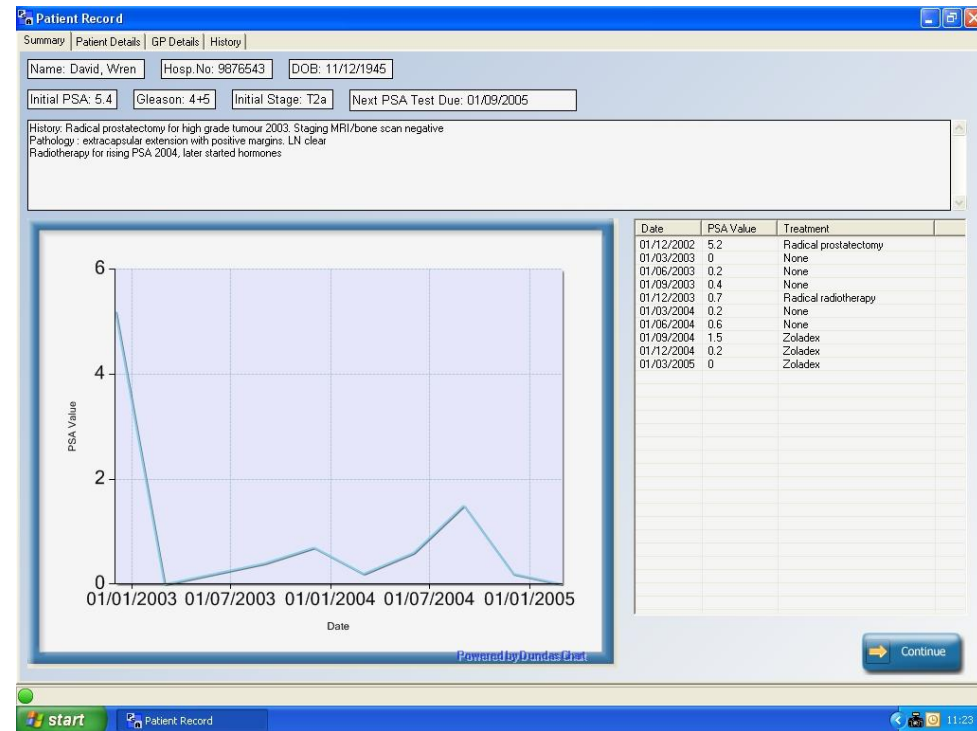 Patient Record
Summary Patient Details GP Details History
Name: David, Wren Hosp.No: 9876543 DOB: 11/12/1945
Initial PSA: 5.4 Gleason: 4+5 Initial Stage: T2a Next PSA Test Due: 01/09/2005
History: Radical prostatectomy for high grade tumour 2003. Staging MRI/bone scan negative
Pathology : extracapsular extension with positive margins. LN clear
Radiotherapy for rising PSA 2004, later started hormones
6
4
2
0
PSA Value
01/01/2003 01/07/2003 01/01/2004 01/07/2004 01/01/2005
Date
Powered by Dundas Chart
Date PSA Value Treatment
01/12/2002 5.2 Radical prostatectomy
01/03/2003 0 None
01/06/2003 0.2 None
01/09/2003 0.4 None
01/12/2003 0.7 Radical radiotherapy
01/03/2004 0.2 None
01/06/2004 0.6 None
01/09/2004 1.5 Zoladex
01/12/2004 0.2 Zoladex
01/03/2005 0 Zoladex
Continue
start Patient Record 11:23